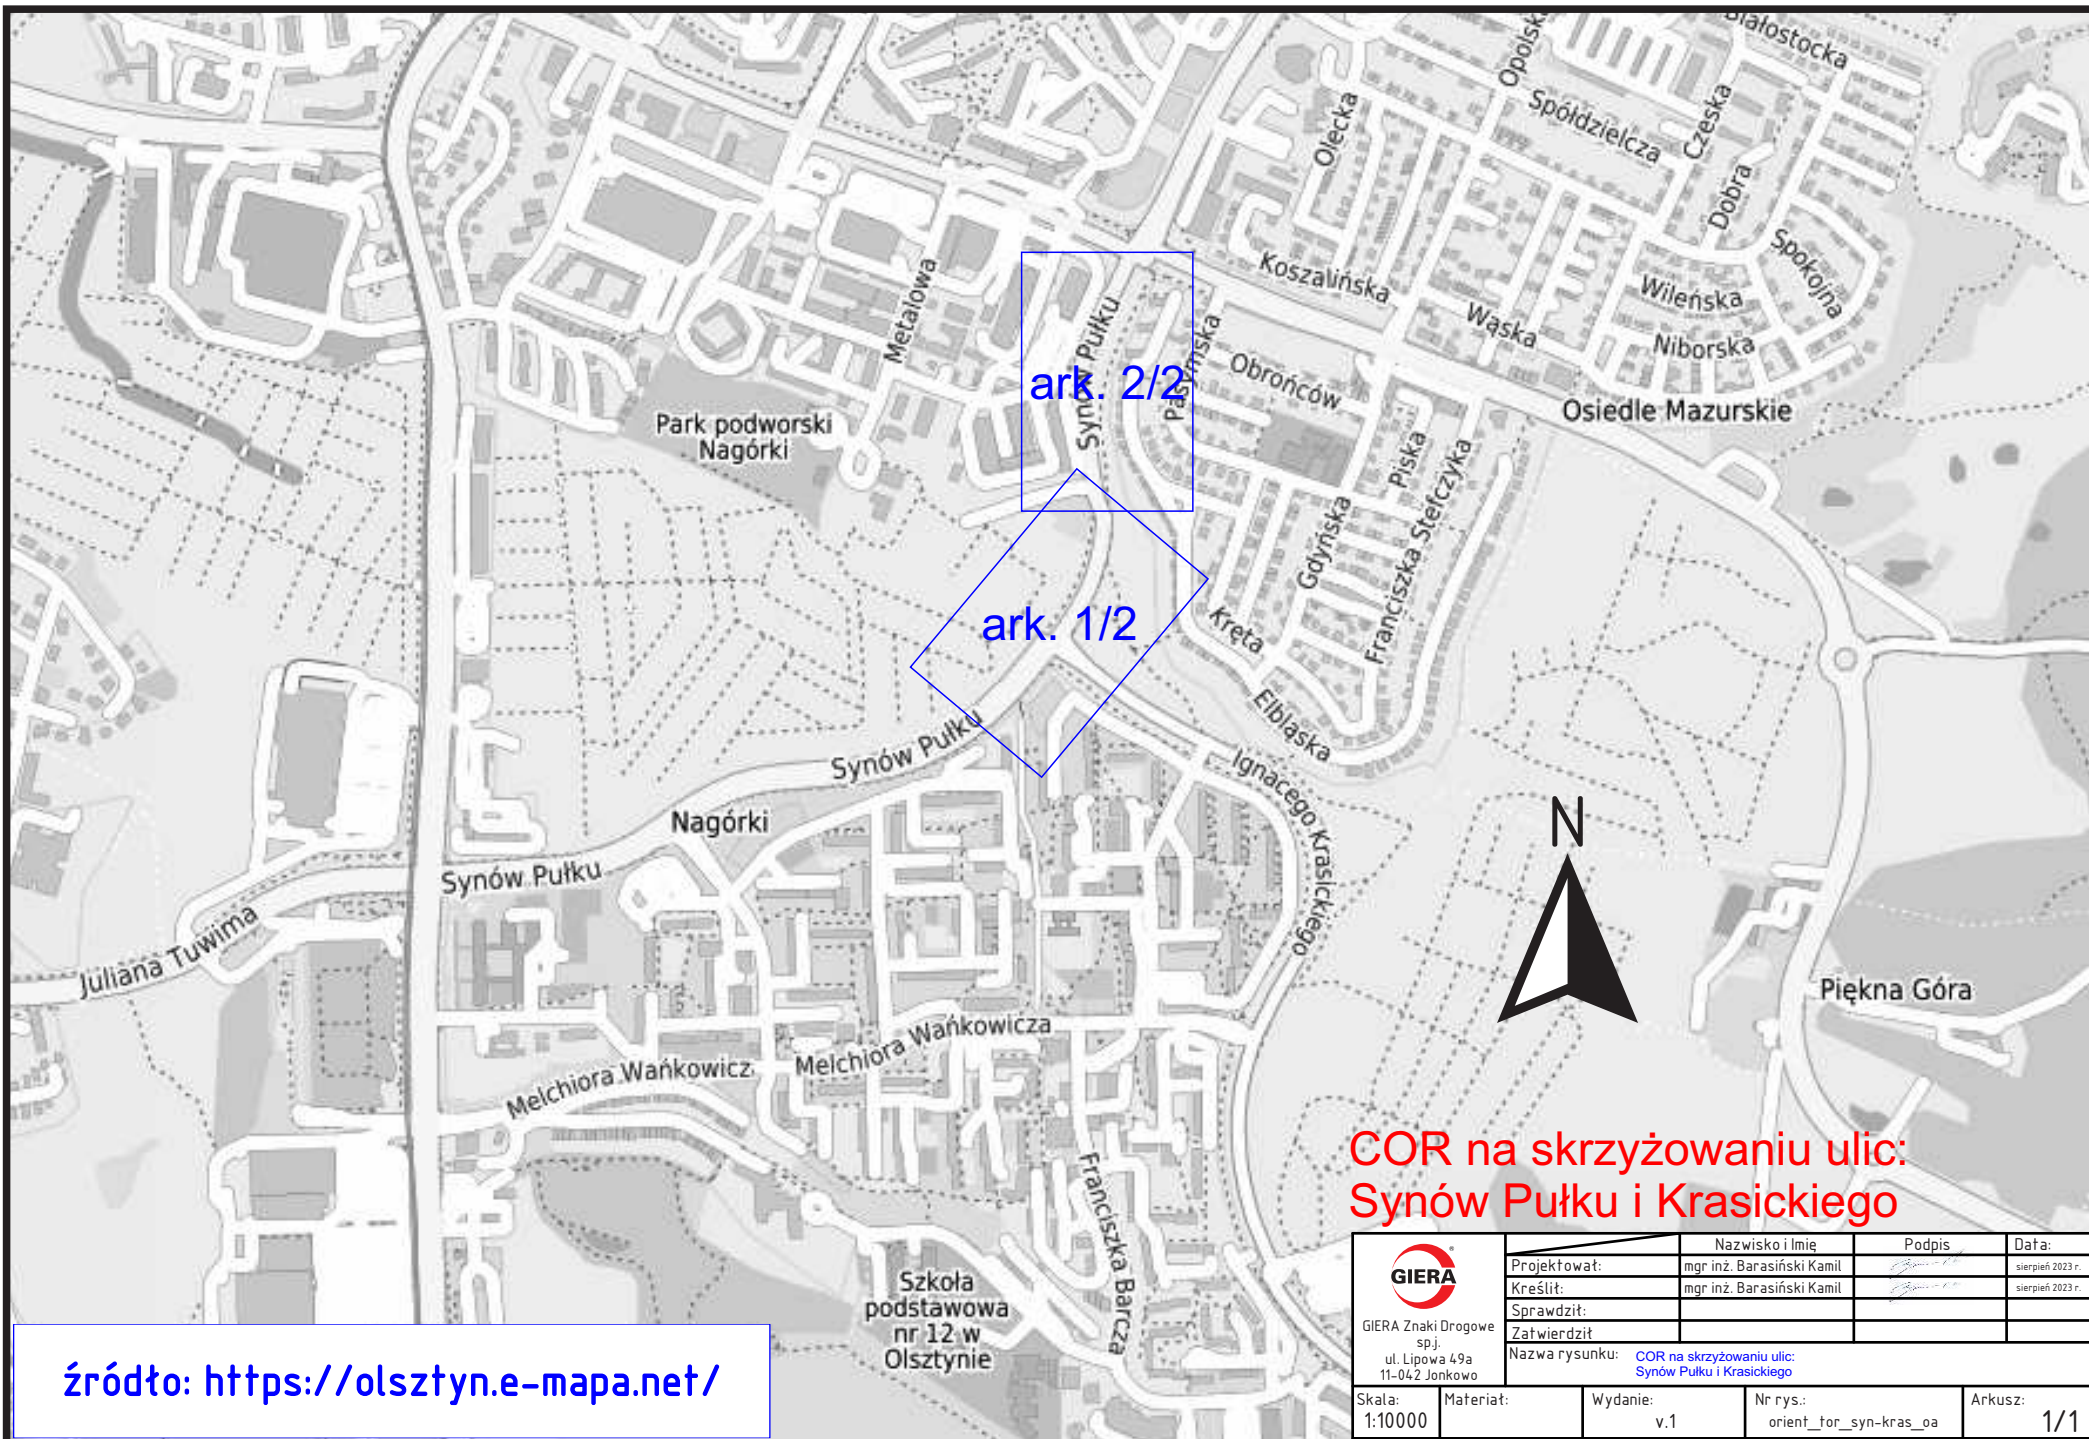 Białostocka
Opolska
Spółdzielcza
Czeska
Olecka
Dobra
Spokojna
Koszalińska
Wileńska
Wąska
Niborska
Metalowa
Synów Pułku
Pasymska
Obrońców
ark. 2/2
Osiedle Mazurskie
Park podworski
Nagórki
Piska
Franciszka Stefczyka
Gdyńska
ark. 1/2
Kręta
Elbląska
Synów Pułku
Ignacego Krasickiego
Nagórki
Synów Pułku
N
Juliana Tuwima
Piękna Góra
Melchiora Wańkowicza
Melchiora Wańkowicz
Franciszka Barcza
Szkoła
podstawowa
nr 12 w
Olsztynie
COR na skrzyżowaniu ulic:
Synów Pułku i Krasickiego
źródło: https://olsztyn.e-mapa.net/
GIERA
®
GIERA Znaki Drogowe
sp.j.
ul. Lipowa 49a
11-042 Jonkowo
Nazwisko i Imię Podpis Data:
Projektował: mgr inż. Barasiński Kamil sierpień 2023 r.
Kreślił: mgr inż. Barasiński Kamil sierpień 2023 r.
Sprawdził:
Zatwierdził
Nazwa rysunku: COR na skrzyżowaniu ulic:
Synów Pułku i Krasickiego
Skala: Materiał: Wydanie: Nr rys.: Arkusz:
1:10000 v.1 orient_tor_syn-kras_oa 1/1